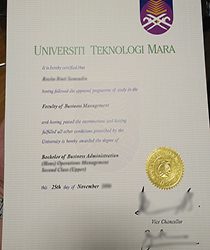 UNIVERSITI TEKNOLOGI MARA
It is hereby certified that
having followed the approved programme of study in the
Faculty of Business Management
and having passed the examinations and having
fulfilled all other conditions prescribed by the
University is hereby awarded the degree of
Bachelor of Business Administration
(Hons) Operations Management
Second Class (Upper)
this 25th day of November
Vice Chancellor